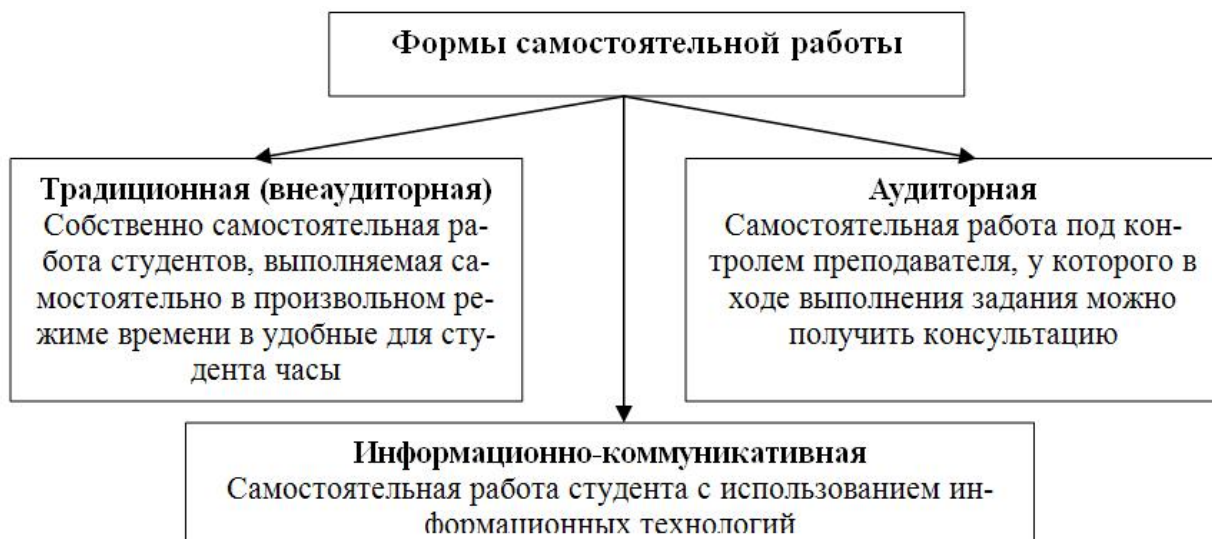 Формы самостоятельной работы
Традиционная (внеаудиторная)
Собственно самостоятельная ра-
бота студентов, выполняемая са-
мостоятельно в произвольном ре-
жиме времени в удобные для сту-
дента часы
Аудиторная
Самостоятельная работа под кон-
тролем преподавателя, у которого в
ходе выполнения задания можно
получить консультацию
Информационно-коммуникативная
Самостоятельная работа студента с использованием ин-
формационных технологий